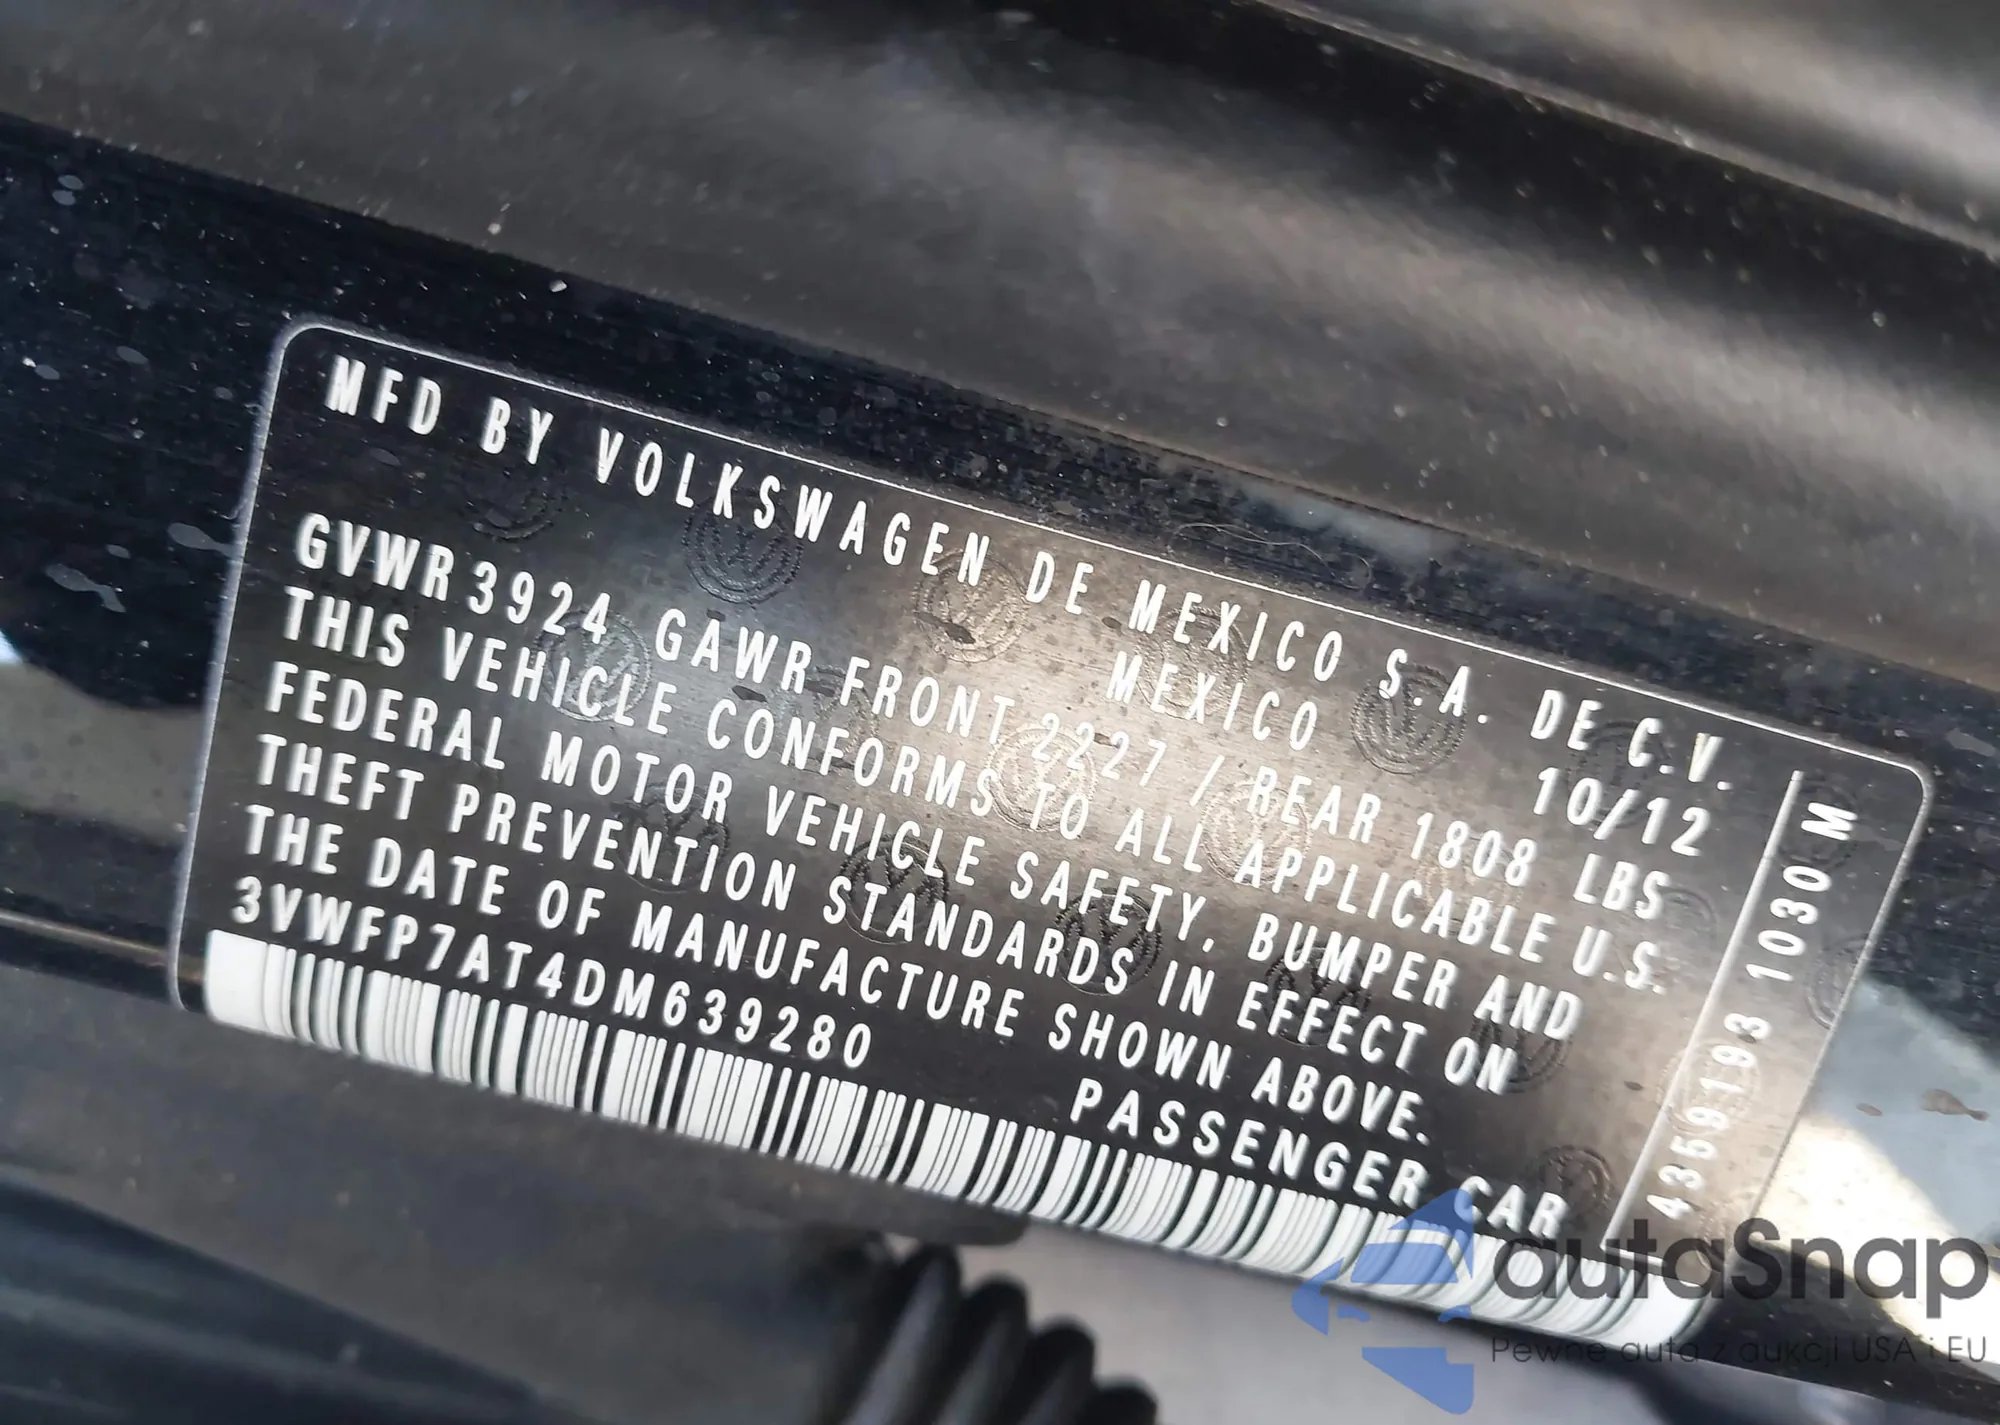 MFD BY VOLKSWAGEN DE MEXICO S.A. DE C.V.
MEXICO 10/12
GVWR 3924 GAWR FRONT 2227 / REAR 1808 LBS
THIS VEHICLE CONFORMS TO ALL APPLICABLE U.S.
FEDERAL MOTOR VEHICLE SAFETY, BUMPER AND
THEFT PREVENTION STANDARDS IN EFFECT ON
THE DATE OF MANUFACTURE SHOWN ABOVE.
3VWFP7AT4DM639280 PASSENGER CAR
4359193 1030 M
autaSnap
Pewne auta z aukcji USA i EU